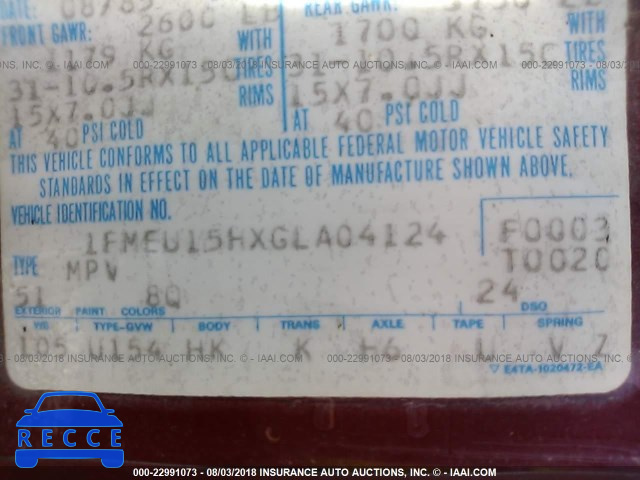 DATE: 08/85
FRONT GAWR: 2600 LB
REAR GAWR:
1179 KG WITH
1700 KG WITH
31-10.5RX15C TIRES
31-10.5RX15C TIRES
15X7.0JJ RIMS
15X7.0JJ RIMS
AT 40 PSI COLD
AT 40 PSI COLD
THIS VEHICLE CONFORMS TO ALL APPLICABLE FEDERAL MOTOR VEHICLE SAFETY
STANDARDS IN EFFECT ON THE DATE OF MANUFACTURE SHOWN ABOVE.
VEHICLE IDENTIFICATION NO.
1FMEU15HXGLA04124
F0003
TYPE MPV
T0020
51 8Q 24
EXTERIOR PAINT COLORS DSO
WB TYPE-GVW BODY TRANS AXLE TAPE SPRING
105 U154 HK K H6 V 7
▽ E4TA-1020472-EA
000-22991073 - 08/03/2018 INSURANCE AUTO AUCTIONS, INC. - © IAAI.COM
RECCE